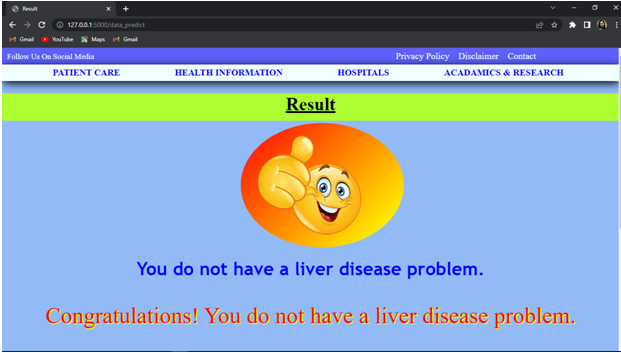 Result
127.0.0.1:5000/data_predict
Gmail YouTube Maps Gmail
Follow Us On Social Media Privacy Policy Disclaimer Contact
PATIENT CARE HEALTH INFORMATION HOSPITALS ACADAMICS & RESEARCH
Result
You do not have a liver disease problem.
Congratulations! You do not have a liver disease problem.